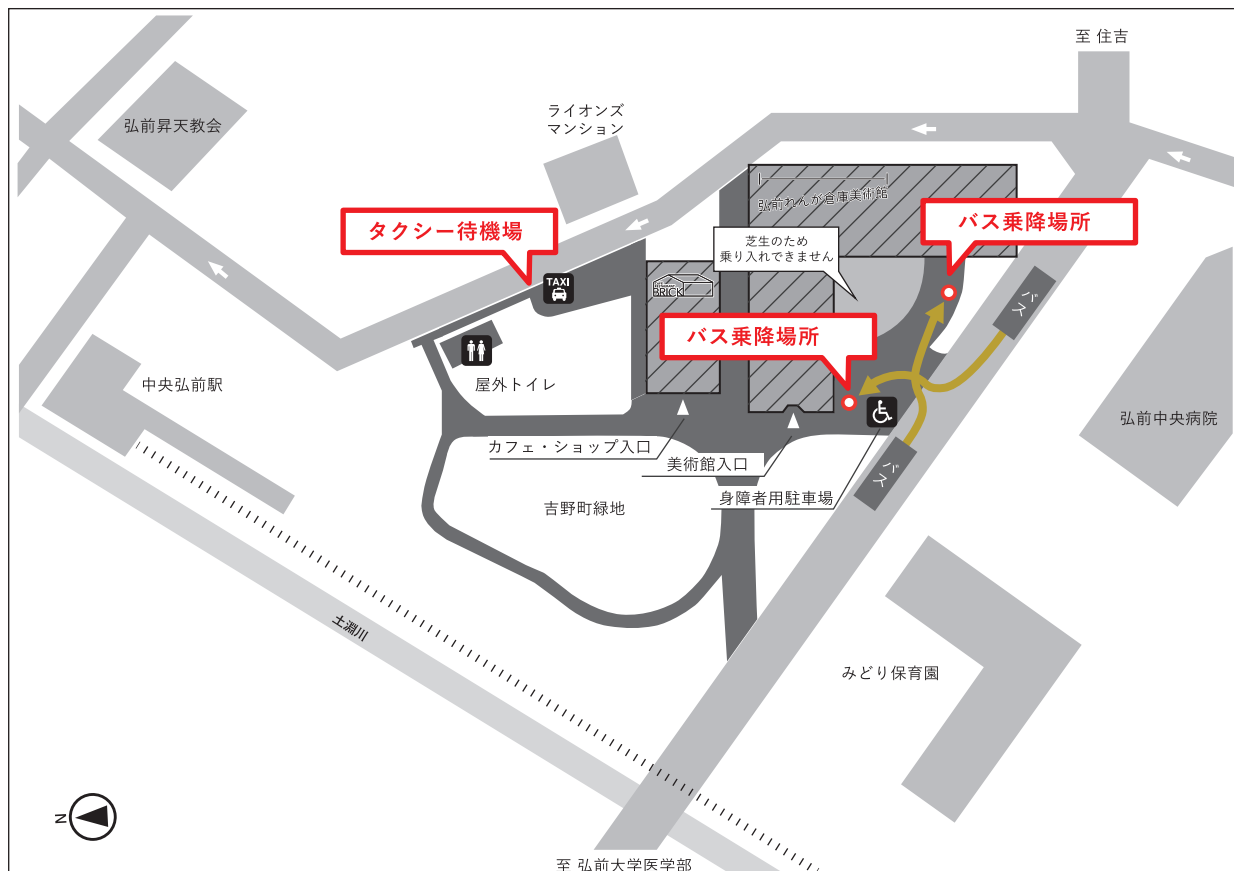 至 住吉
弘前昇天教会
ライオンズ
マンション
弘前れんが倉庫美術館
タクシー待機場
バス乗降場所
芝生のため
乗り入れできません
TAXI
BRICK
バス
バス乗降場所
中央弘前駅
屋外トイレ
弘前中央病院
カフェ・ショップ入口
美術館入口
バス
身障者用駐車場
吉野町緑地
土淵川
みどり保育園
N
至 弘前大学医学部